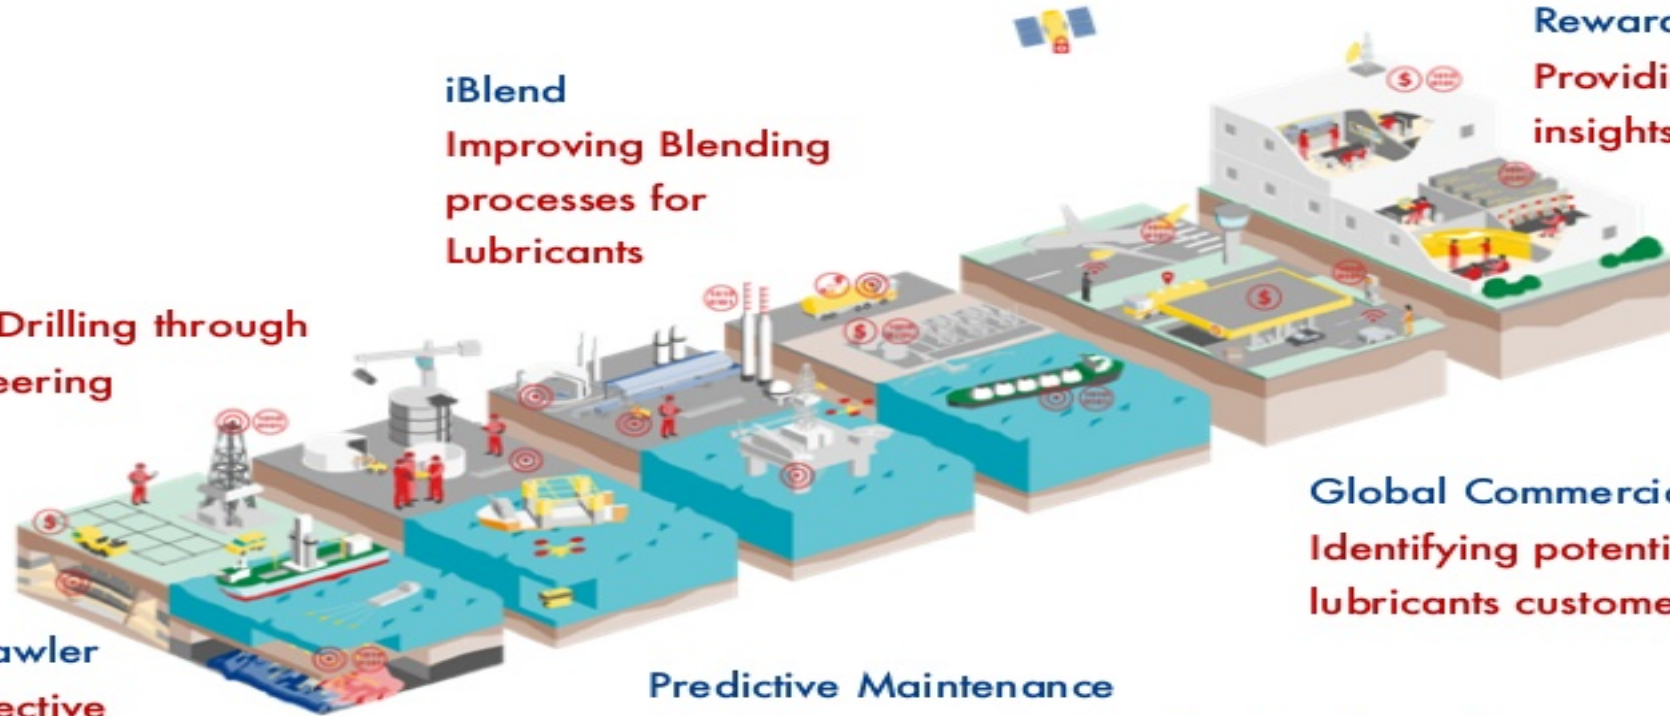 iBlend
Improving Blending
processes for
Lubricants
Drilling through
eering
awler
ective
Predictive Maintenance
Rewar
Providi
insights
Global Commerci
Identifying potenti
lubricants custome